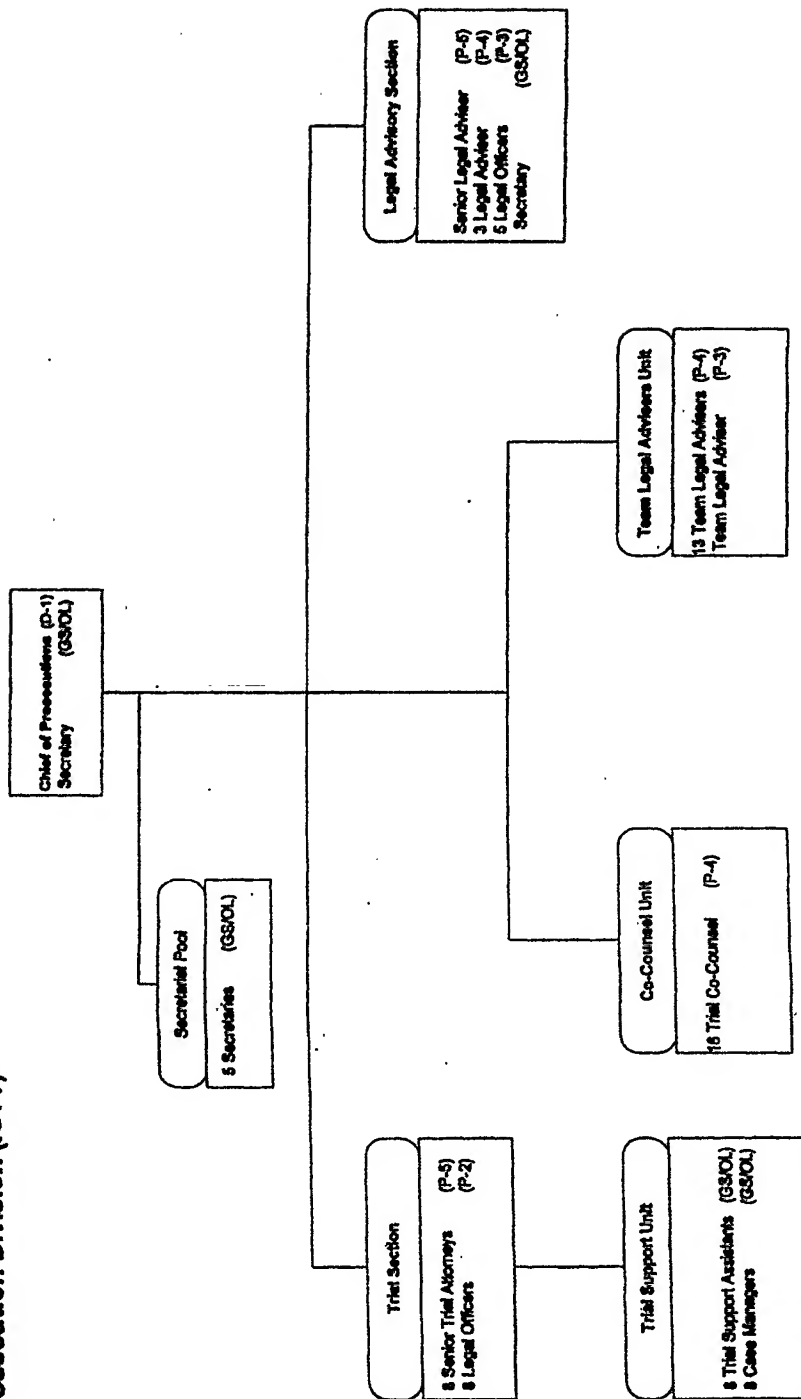 secution Division
Chief of Prosecutions (D-1)
Secretary (GS/OL)
Secretarial Pool
5 Secretaries (GS/OL)
Trial Section
8 Senior Trial Attorneys (P-5)
8 Legal Officers (P-2)
Legal Advisory Section
Senior Legal Adviser (P-5)
3 Legal Adviser (P-4)
5 Legal Officers (P-3)
Secretary (GS/OL)
Trial Support Unit
8 Trial Support Assistants (GS/OL)
8 Case Managers (GS/OL)
Co-Counsel Unit
16 Trial Co-Counsel (P-4)
Team Legal Advisers Unit
13 Team Legal Advisers (P-4)
Team Legal Adviser (P-3)